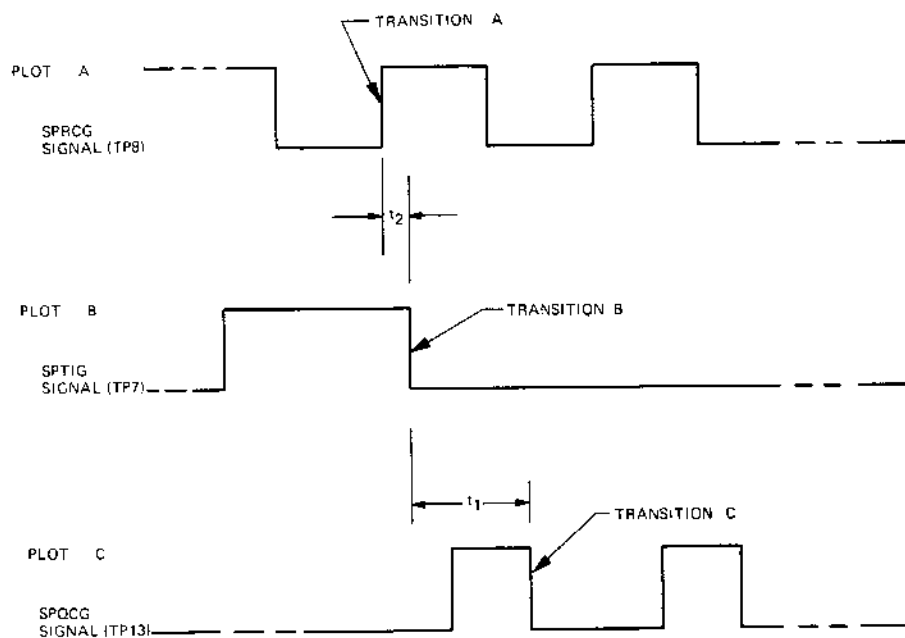 TRANSITION A
PLOT A
SPRCG
SIGNAL (TP8)
t2
PLOT B
TRANSITION B
SPTIG
SIGNAL (TP7)
t1
TRANSITION C
PLOT C
SPQCG
SIGNAL (TP13)